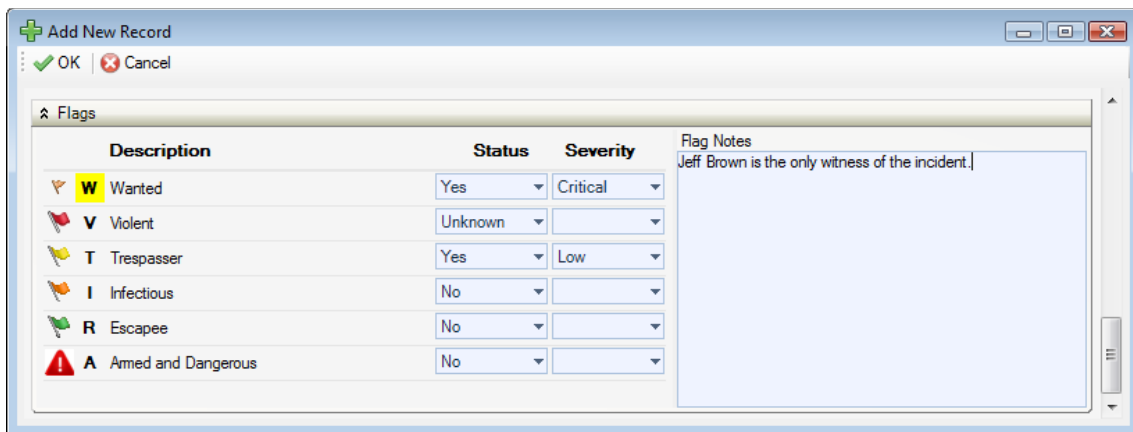 Add New Record
OK Cancel
Flags
Description Status Severity
W Wanted Yes Critical
V Violent Unknown
T Trespasser Yes Low
I Infectious No
R Escapee No
A Armed and Dangerous No
Flag Notes
Jeff Brown is the only witness of the incident.